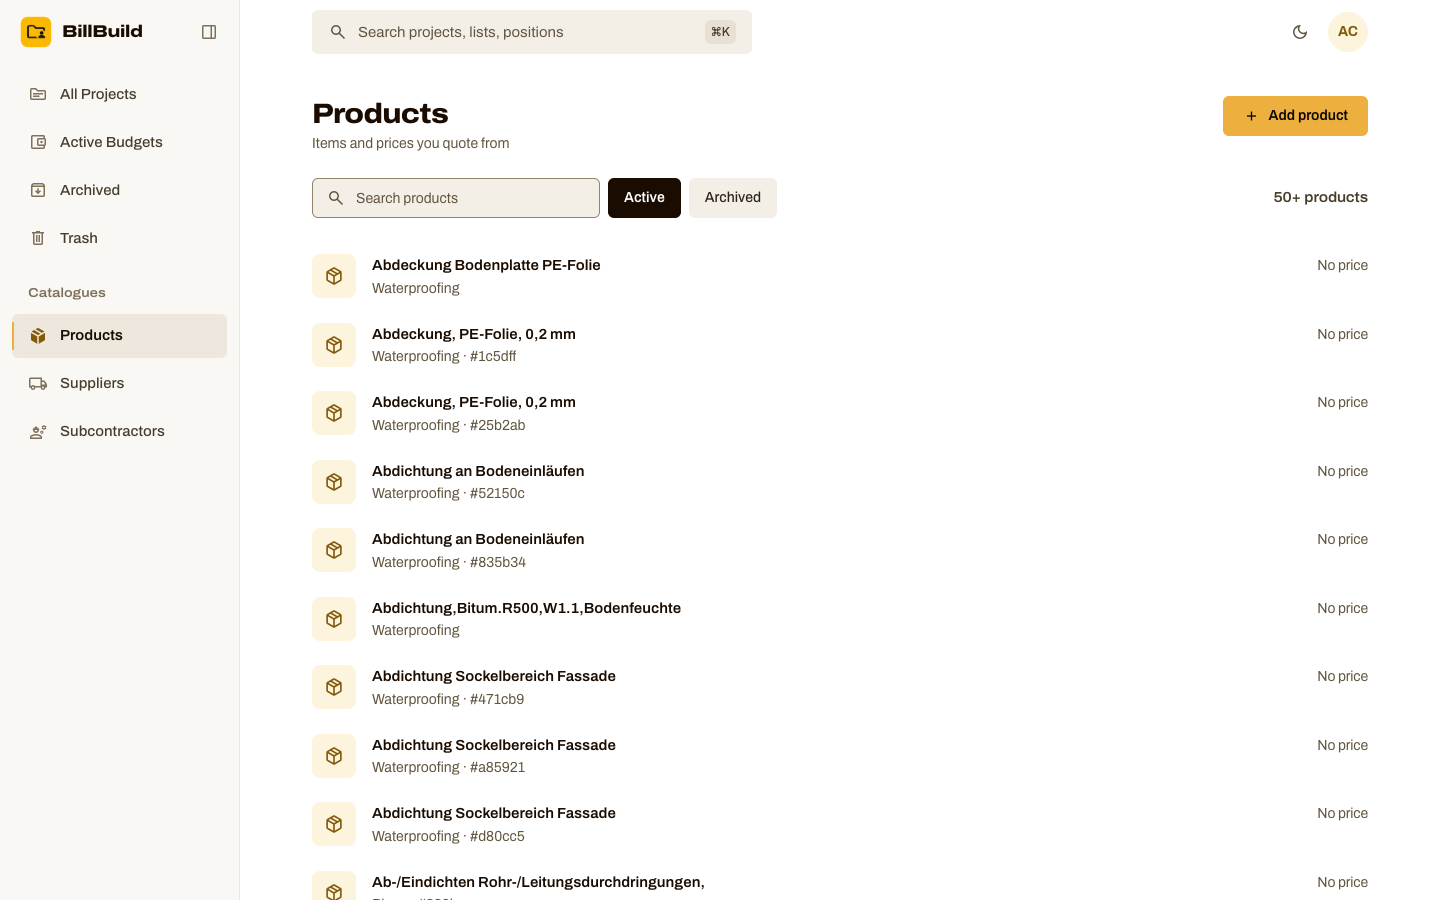 BillBuild
Search projects, lists, positions
⌘K
AC
All Projects
Active Budgets
Archived
Trash
Catalogues
Products
Suppliers
Subcontractors
Products
Items and prices you quote from
Add product
Search products
Active
Archived
50+ products
Abdeckung Bodenplatte PE-Folie
No price
Waterproofing
Abdeckung, PE-Folie, 0,2 mm
No price
Waterproofing · #1c5dff
Abdeckung, PE-Folie, 0,2 mm
No price
Waterproofing · #25b2ab
Abdichtung an Bodeneinläufen
No price
Waterproofing · #52150c
Abdichtung an Bodeneinläufen
No price
Waterproofing · #835b34
Abdichtung,Bitum.R500,W1.1,Bodenfeuchte
No price
Waterproofing
Abdichtung Sockelbereich Fassade
No price
Waterproofing · #471cb9
Abdichtung Sockelbereich Fassade
No price
Waterproofing · #a85921
Abdichtung Sockelbereich Fassade
No price
Waterproofing · #d80cc5
Ab-/Eindichten Rohr-/Leitungsdurchdringungen,
No price